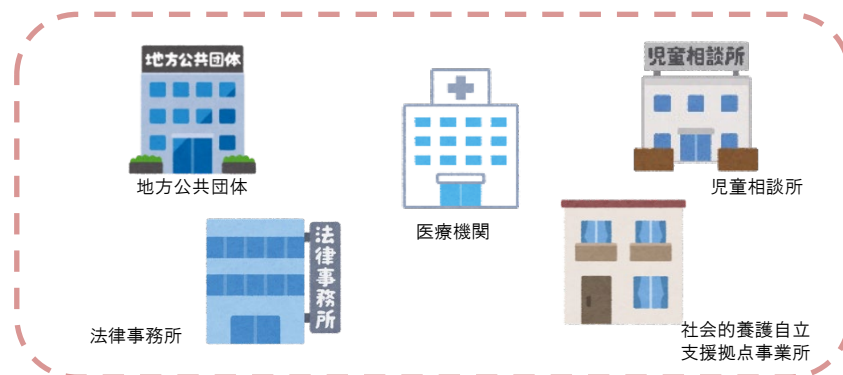 地方公共団体
児童相談所
地方公共団体
児童相談所
医療機関
法律事務所
法律事務所
社会的養護自立
支援拠点事業所